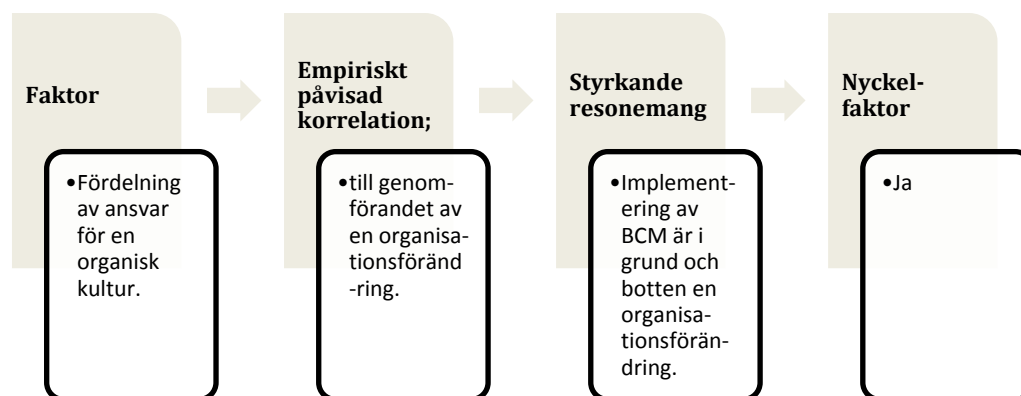 Faktor
•Fördelning
av ansvar
för en
organisk
kultur.
Empiriskt
påvisad
korrelation;
•till genom-
förandet av
en organisa-
tionsföränd
-ring.
Styrkande
resonemang
•Implement-
ering av
BCM är i
grund och
botten en
organisa-
tionsförän-
dring.
Nyckel-
faktor
•Ja